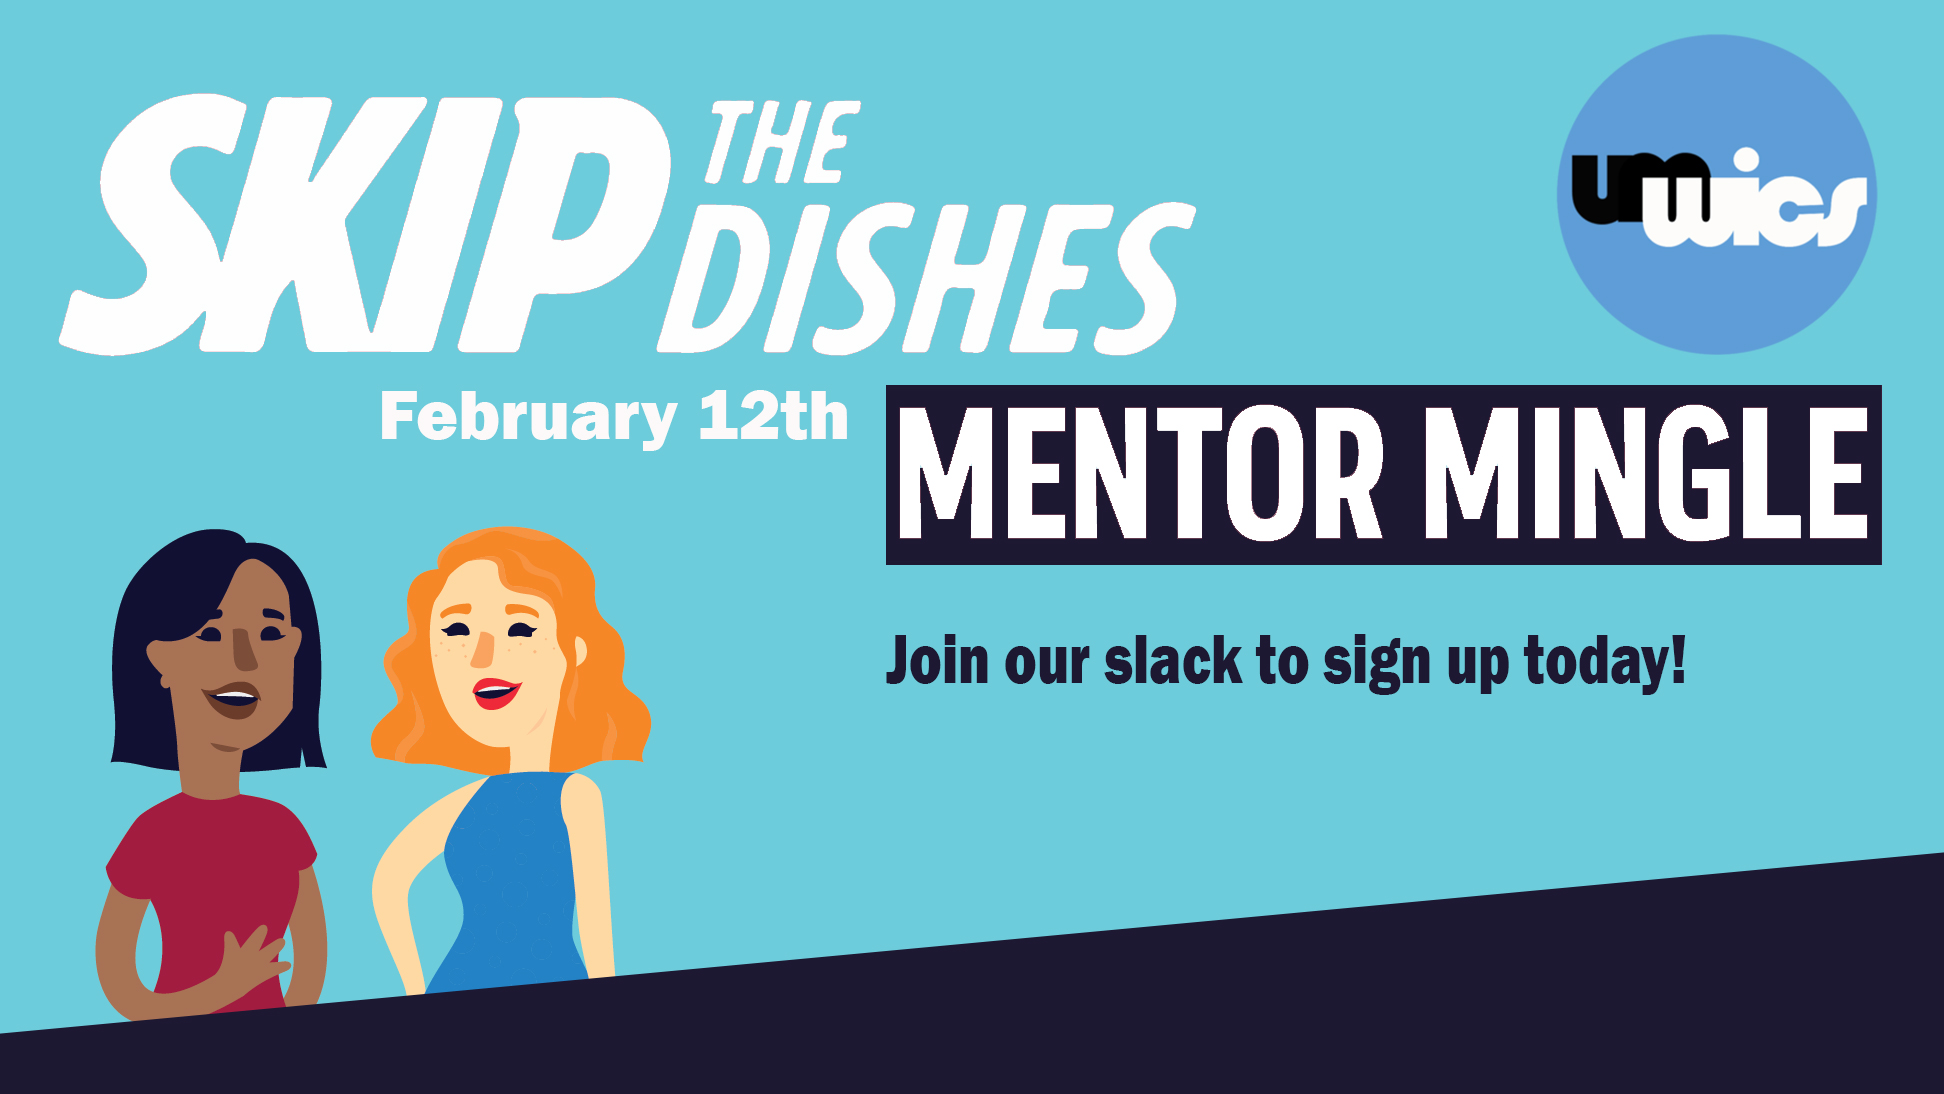 SKIP THE DISHES
umwics
February 12th
MENTOR MINGLE
Join our slack to sign up today!